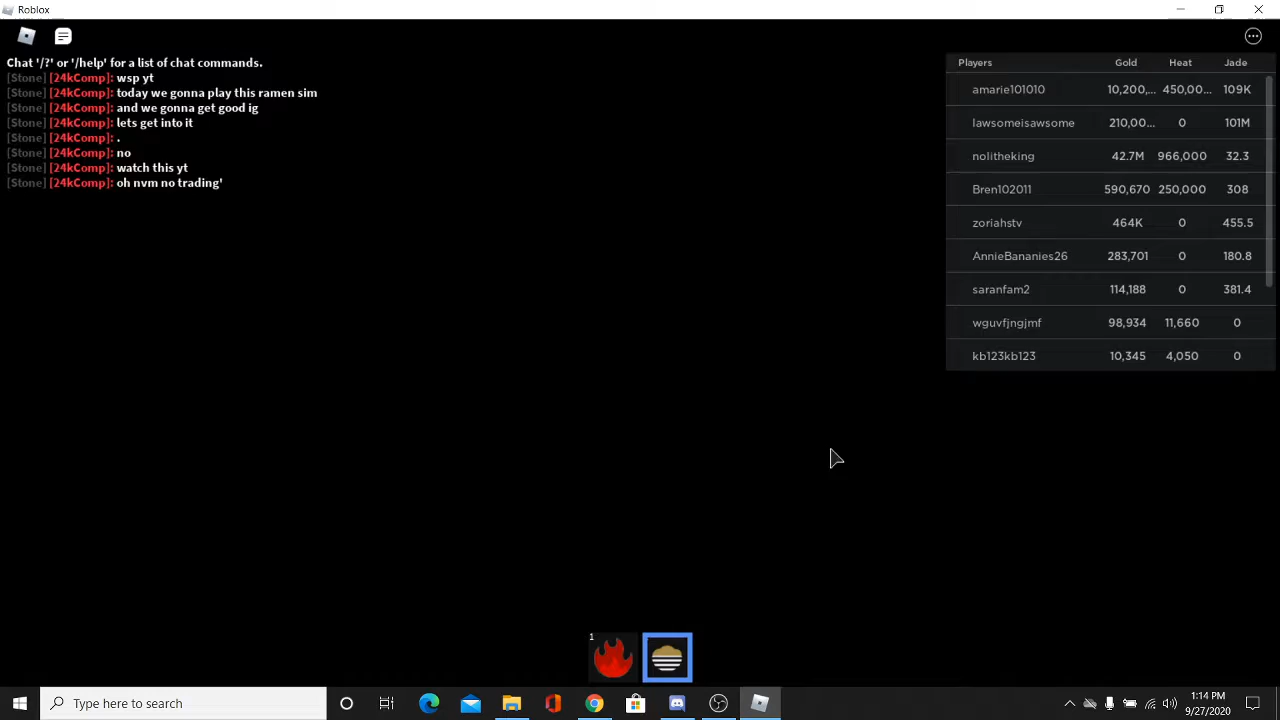 Roblox
Chat '/?' or '/help' for a list of chat commands.
[Stone] [24kComp]: wsp yt
[Stone] [24kComp]: today we gonna play this ramen sim
[Stone] [24kComp]: and we gonna get good ig
[Stone] [24kComp]: lets get into it
[Stone] [24kComp]: .
[Stone] [24kComp]: no
[Stone] [24kComp]: watch this yt
[Stone] [24kComp]: oh nvm no trading'
Players Gold Heat Jade
amarie101010 10,200,... 450,00... 109K
lawsomeisawsome 210,00... 0 101M
nolitheking 42.7M 966,000 32.3
Bren102011 590,670 250,000 308
zoriahstv 464K 0 455.5
AnnieBananies26 283,701 0 180.8
saranfam2 114,188 0 381.4
wguvfjngjmf 98,934 11,660 0
kb123kb123 10,345 4,050 0
1
Type here to search
1:14 PM
9/27/2020